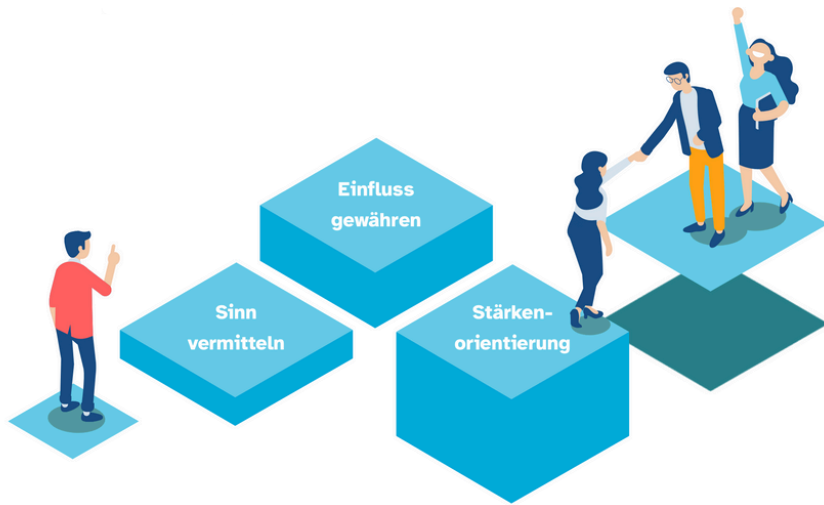 Einfluss
gewähren
Sinn
vermitteln
Stärken-
orientierung